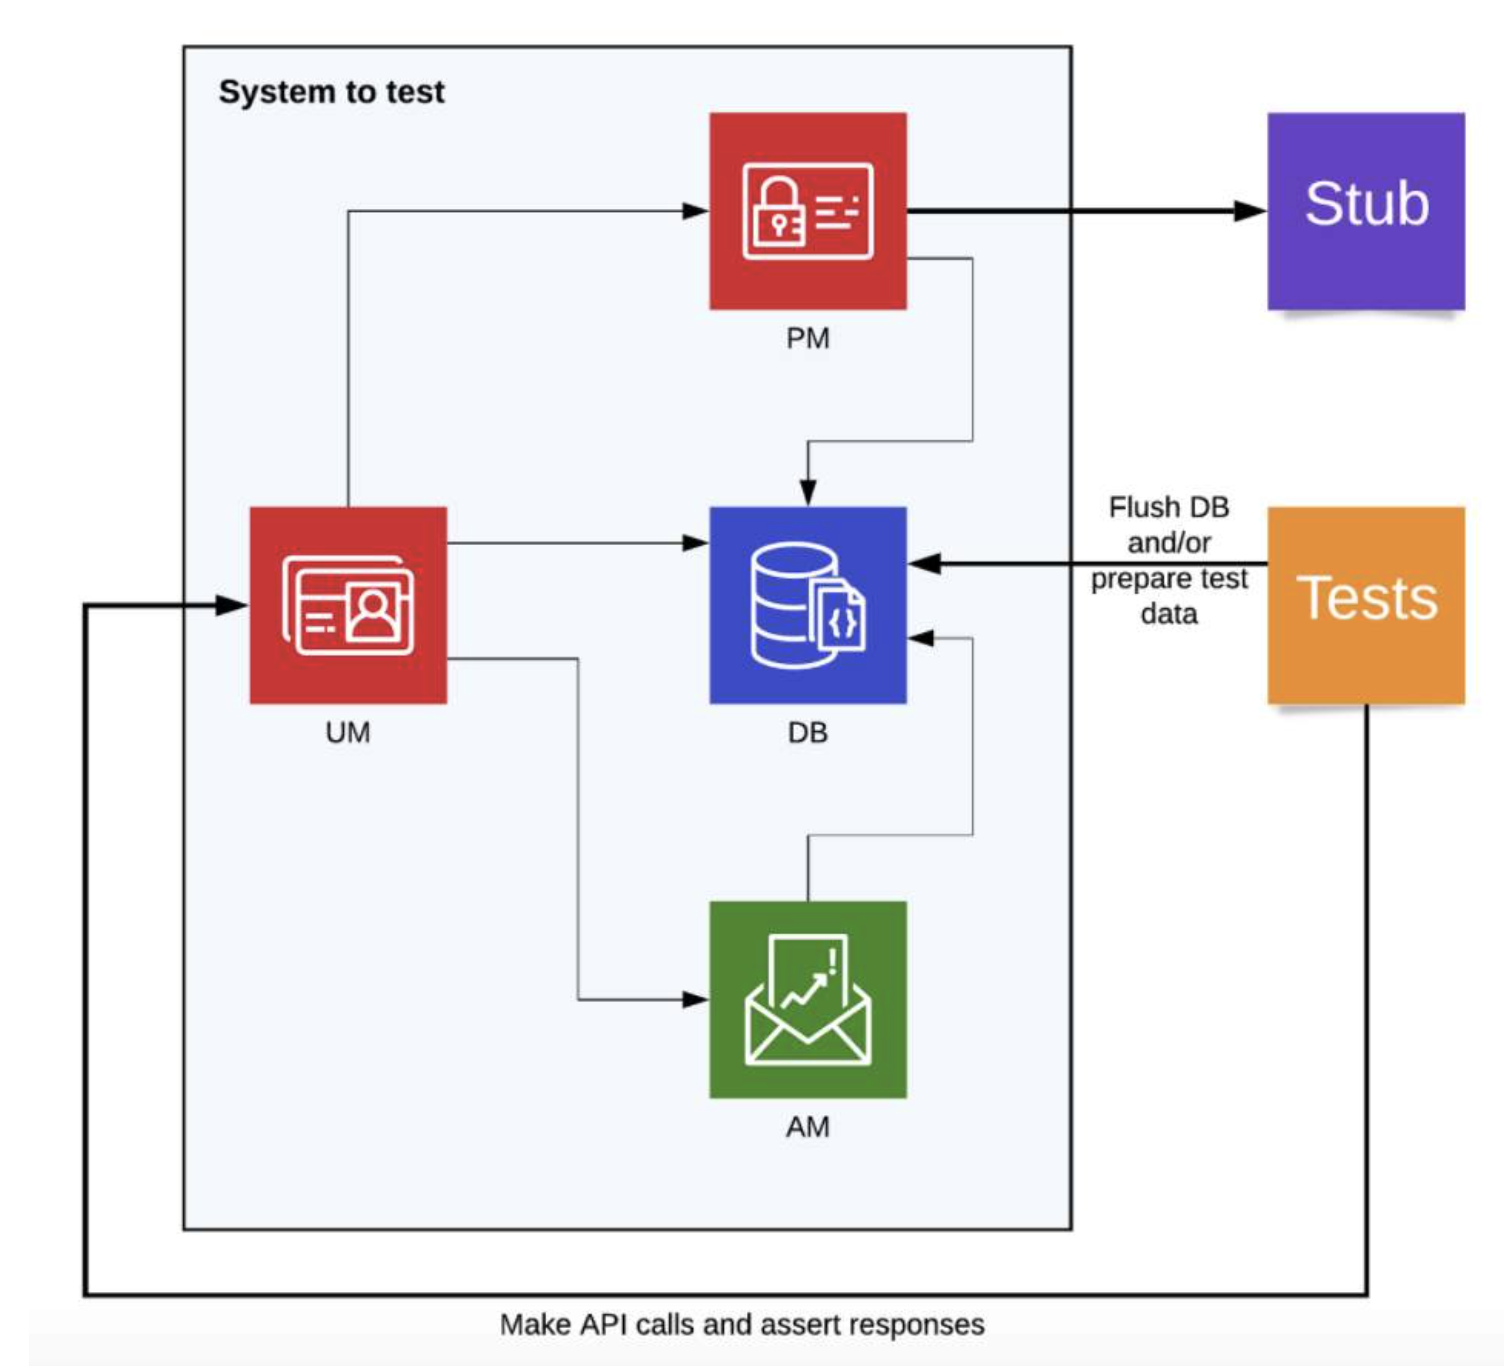 System to test
Stub
PM
Flush DB
and/or
prepare test
data
Tests
UM
DB
{}
!
AM
Make API calls and assert responses